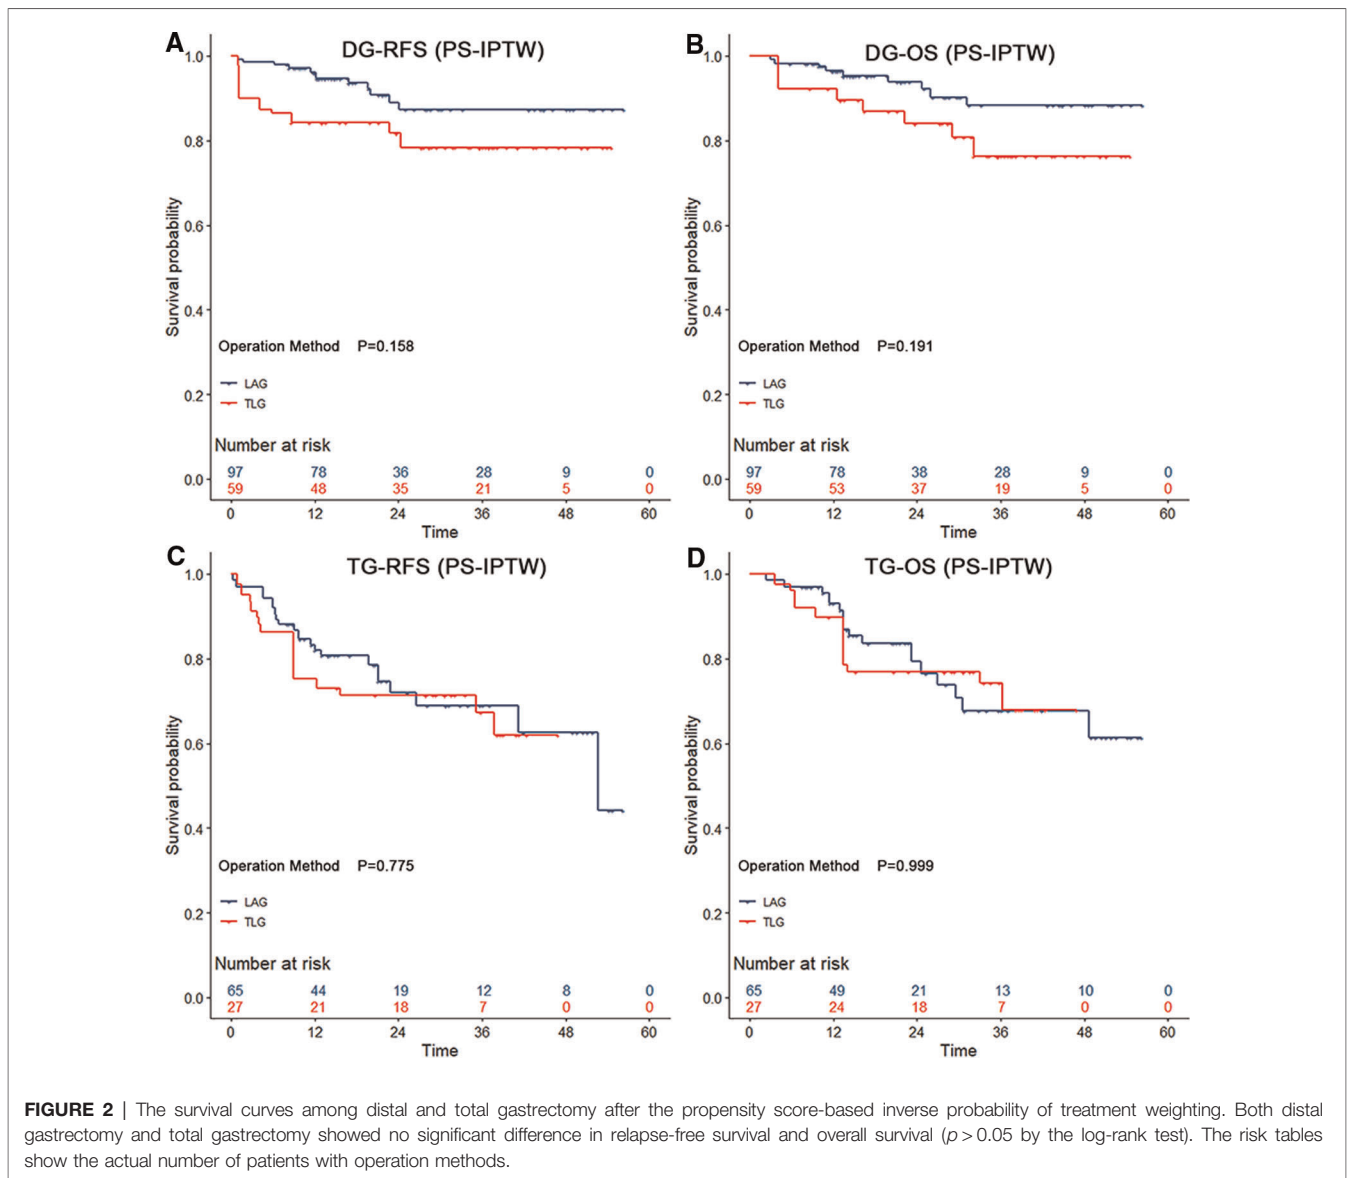 A
DG-RFS (PS-IPTW)
1.0
0.8
0.6
0.4
0.2
0.0
Survival probability
Operation Method P=0.158
LAG
TLG
Number at risk
97 78 36 28 9 0
59 48 35 21 5 0
0 12 24 36 48 60
Time
B
DG-OS (PS-IPTW)
1.0
0.8
0.6
0.4
0.2
0.0
Survival probability
Operation Method P=0.191
LAG
TLG
Number at risk
97 78 38 28 9 0
59 53 37 19 5 0
0 12 24 36 48 60
Time
C
TG-RFS (PS-IPTW)
1.0
0.8
0.6
0.4
0.2
0.0
Survival probability
Operation Method P=0.775
LAG
TLG
Number at risk
65 44 19 12 8 0
27 21 18 7 0 0
0 12 24 36 48 60
Time
D
TG-OS (PS-IPTW)
1.0
0.8
0.6
0.4
0.2
0.0
Survival probability
Operation Method P=0.999
LAG
TLG
Number at risk
65 49 21 13 10 0
27 24 18 7 0 0
0 12 24 36 48 60
Time
FIGURE 2 | The survival curves among distal and total gastrectomy after the propensity score-based inverse probability of treatment weighting. Both distal
gastrectomy and total gastrectomy showed no significant difference in relapse-free survival and overall survival (p > 0.05 by the log-rank test). The risk tables
show the actual number of patients with operation methods.